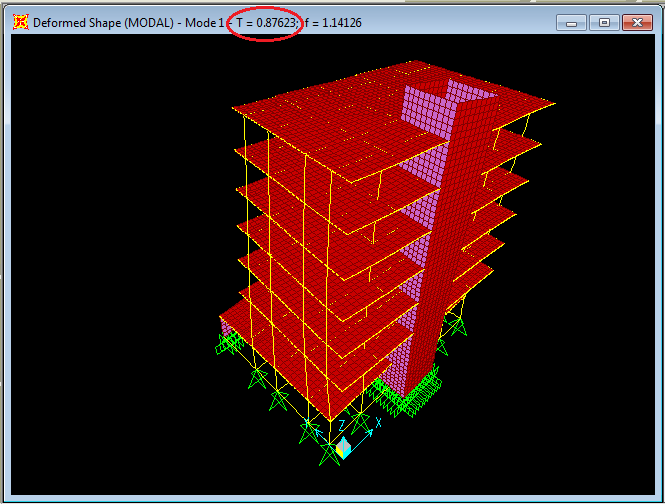 Deformed Shape (MODAL) - Mode 1 - T = 0.87623; f = 1.14126
Z
X